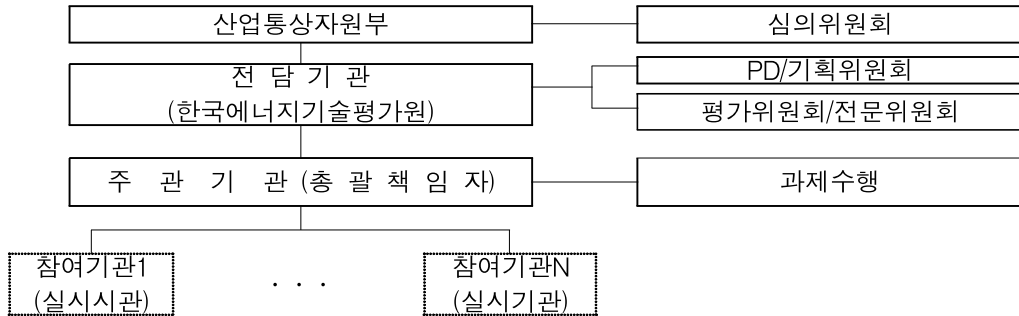 산업통상자원부
심의위원회
전 담 기 관
(한국에너지기술평가원)
PD/기획위원회
평가위원회/전문위원회
주 관 기 관 (총 괄 책 임 자)
과제수행
참여기관1
(실시시관)
· · ·
참여기관N
(실시기관)